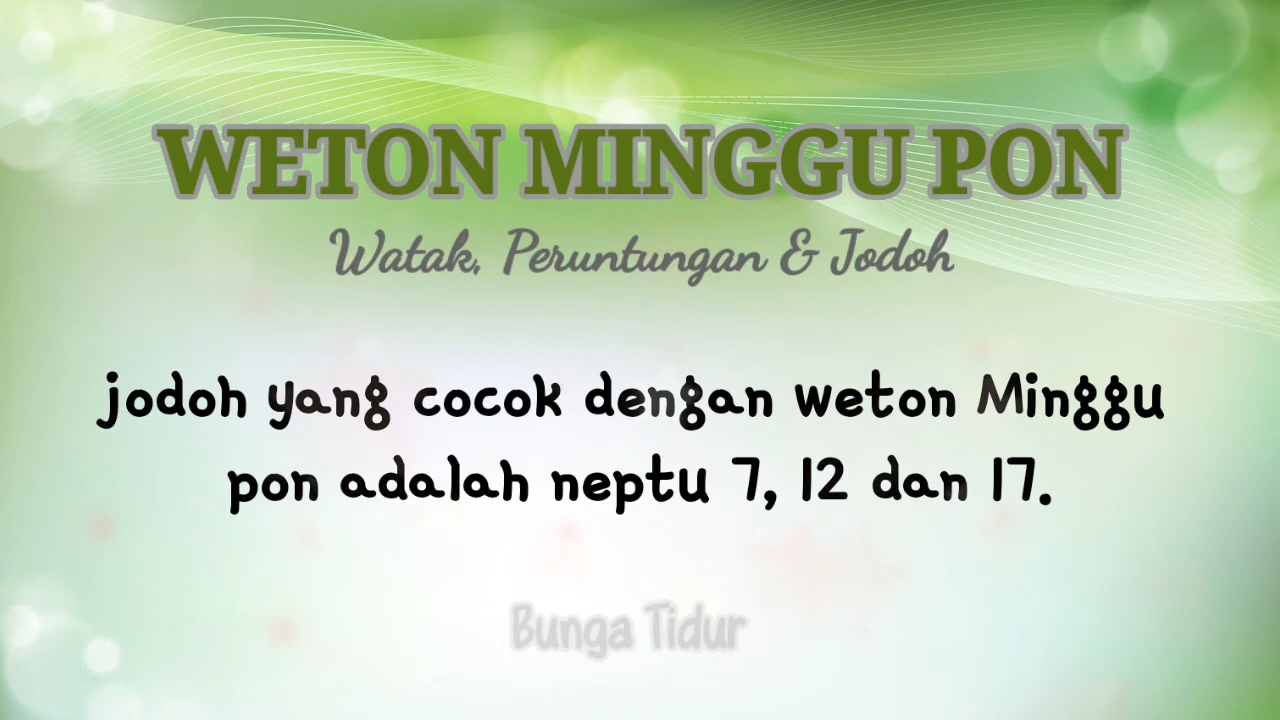 WETON MINGGU PON
Watak, Peruntungan & Jodoh
jodoh yang cocok dengan weton Minggu
pon adalah neptu 7, 12 dan 17.
Bunga Tidur